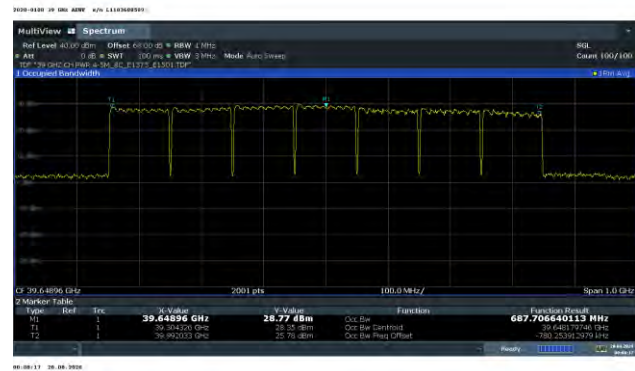 MultiView Spectrum
Ref Level 40.00 dBm Offset 60.00 dB RBW 4 MHz SGL
Att 0 dB SWT 100 ms VBW 3 MHz Mode Auto Sweep Count 100/100
1 Occupied Bandwidth 1Rm Avg
T1 M1 T2
CF 39.64896 GHz 2001 pts 100.0 MHz/ Span 1.0 GHz
2 Marker Table
Type Ref Trc X-Value Y-Value Function Function Result
M1 1 39.64896 GHz 28.77 dBm Occ Bw 687.706640113 MHz
T1 1 39.304326 GHz 28.35 dBm Occ Bw Centroid 39.648179746 GHz
T2 1 39.992033 GHz 25.78 dBm Occ Bw Freq Offset -780.253912979 kHz
Ready